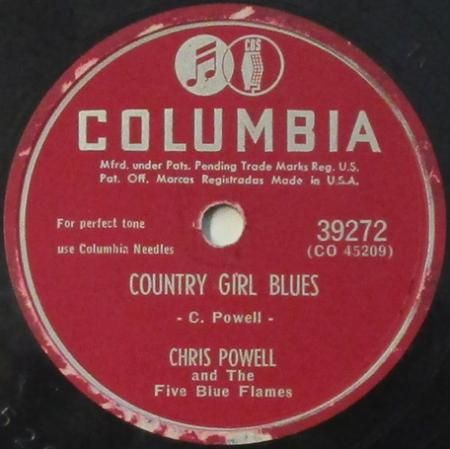 CBS
COLUMBIA
Mfrd. under Pats. Pending Trade Marks Reg. U.S.
Pat. Off. Marcas Registradas Made in U.S.A.
For perfect tone
use Columbia Needles
39272
(CO 45209)
COUNTRY GIRL BLUES
- C. Powell -
CHRIS POWELL
and The
Five Blue Flames